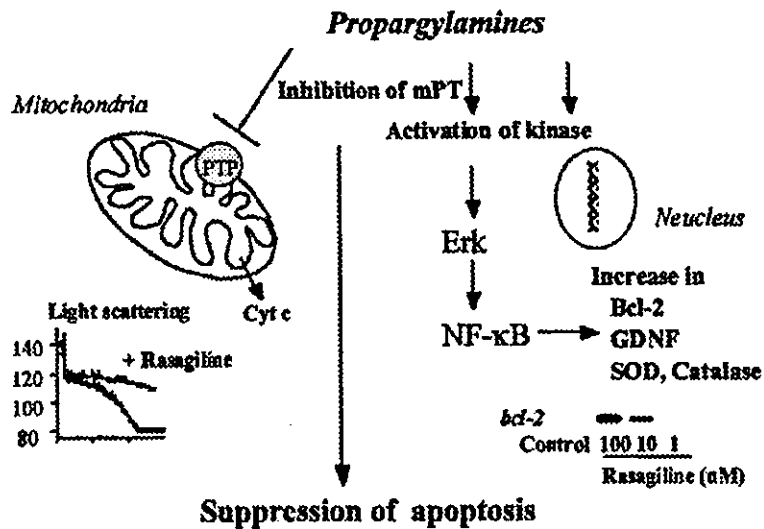 Propargylamines
Mitochondria
Inhibition of mPT
Activation of kinase
PTP
Neucleus
Erk
Cyt c
Increase in
Bcl-2
GDNF
SOD, Catalase
NF-κB
Light scattering
+ Rasagiline
140
120
100
80
bcl-2
Control 100 10 1
Rasagiline (nM)
Suppression of apoptosis